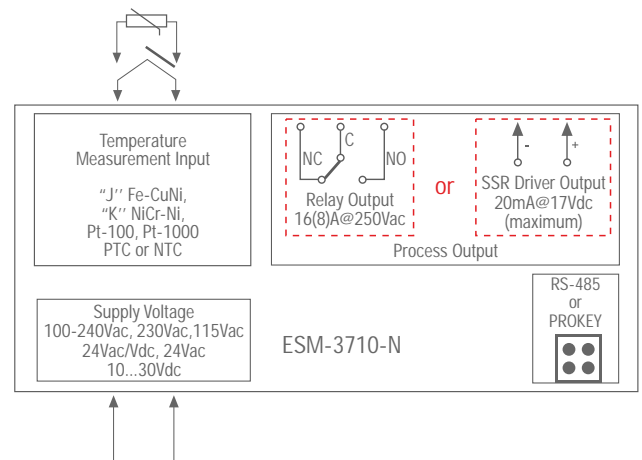 Temperature
Measurement Input
“J’’ Fe-CuNi,
“K’’ NiCr-Ni,
Pt-100, Pt-1000
PTC or NTC
NC
C
NO
Relay Output
16(8)A@250Vac
or
-
+
SSR Driver Output
20mA@17Vdc
(maximum)
Process Output
Supply Voltage
100-240Vac, 230Vac,115Vac
24Vac/Vdc, 24Vac
10...30Vdc
ESM-3710-N
RS-485
or
PROKEY